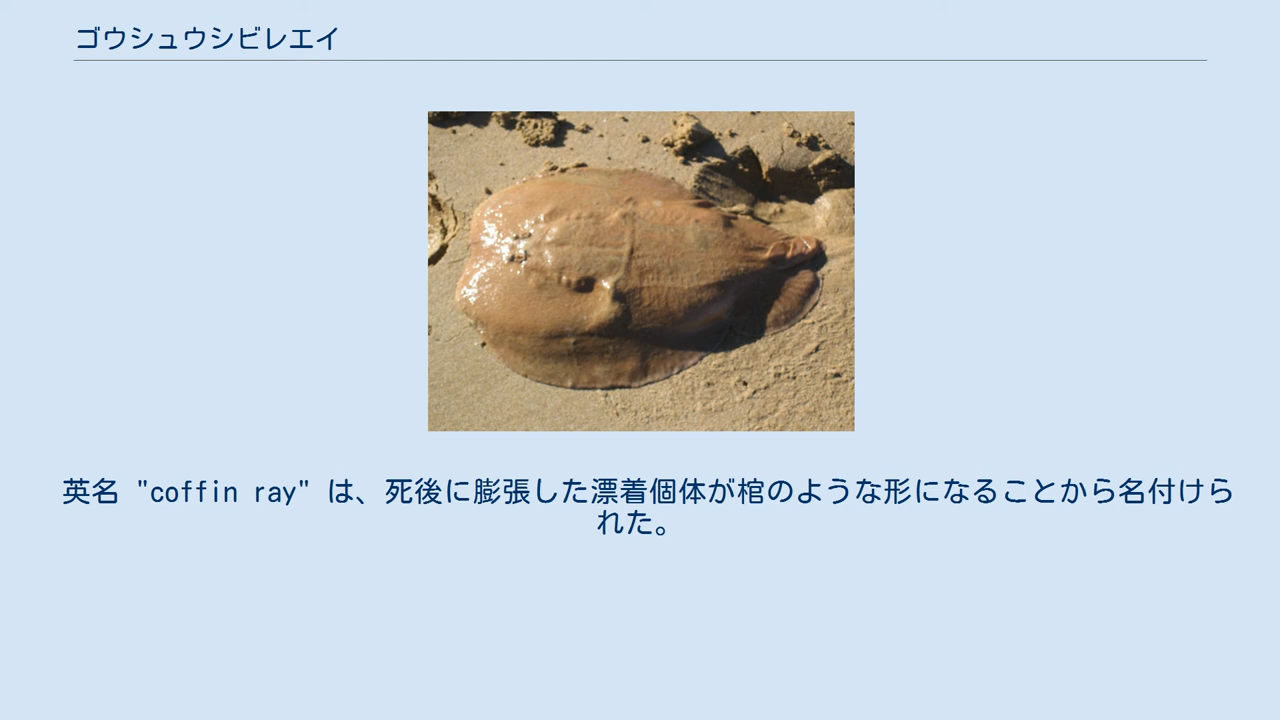 ゴウシュウシビレエイ
英名 "coffin ray" は、死後に膨張した漂着個体が棺のような形になることから名付けら
れた。